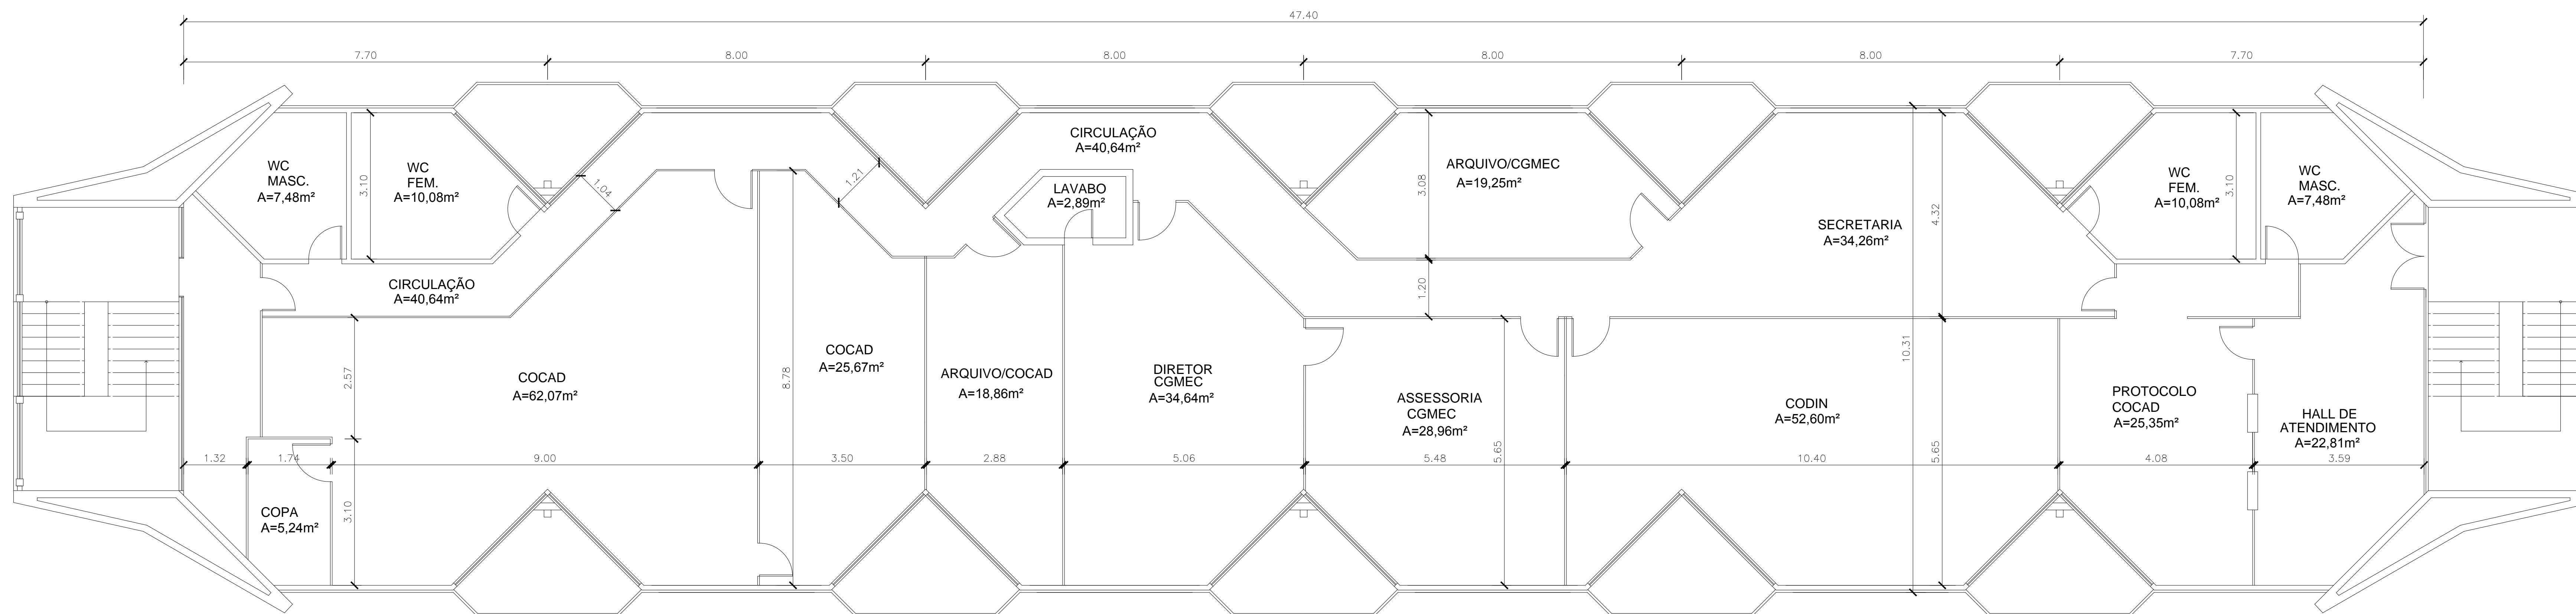 47.40
7.70
8.00
8.00
8.00
8.00
7.70
WC
MASC.
A=7,48m²
3.10
WC
FEM.
A=10,08m²
1.04
1.21
CIRCULAÇÃO
A=40,64m²
LAVABO
A=2,89m²
3.08
ARQUIVO/CGMEC
A=19,25m²
SECRETARIA
A=34,26m²
4.32
WC
FEM.
A=10,08m²
3.10
WC
MASC.
A=7,48m²
CIRCULAÇÃO
A=40,64m²
1.20
2.57
COCAD
A=62,07m²
8.78
COCAD
A=25,67m²
ARQUIVO/COCAD
A=18,86m²
DIRETOR
CGMEC
A=34,64m²
ASSESSORIA
CGMEC
A=28,96m²
5.65
CODIN
A=52,60m²
10.31
5.65
PROTOCOLO
COCAD
A=25,35m²
HALL DE
ATENDIMENTO
A=22,81m²
1.32
1.74
9.00
3.50
2.88
5.06
5.48
10.40
4.08
3.59
COPA
A=5,24m²
3.10